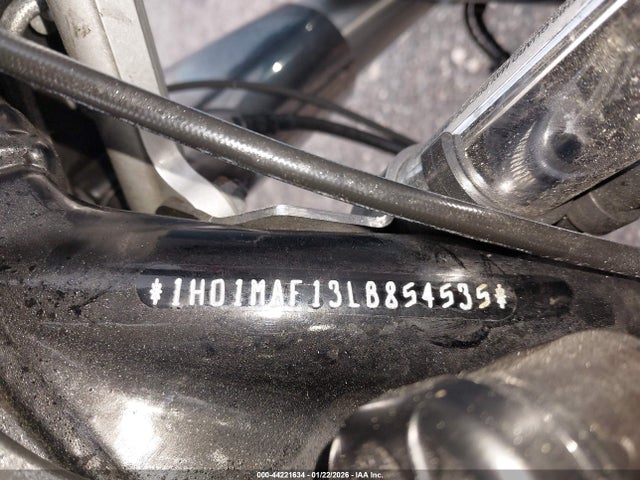 *1HD1MAF13LB854535*
000-44221634 - 01/22/2026 - IAA Inc.